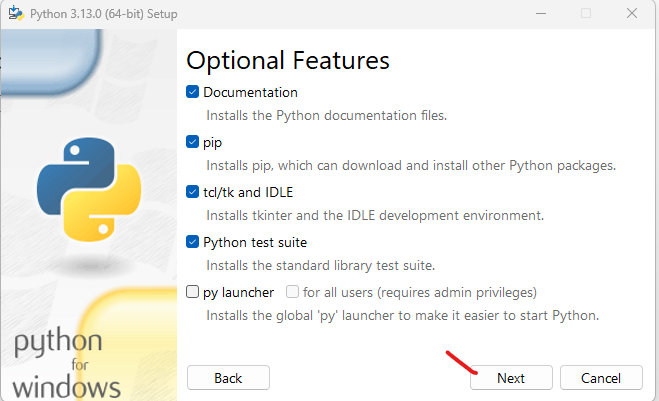 Python 3.13.0 (64-bit) Setup
Optional Features
Documentation
Installs the Python documentation files.
pip
Installs pip, which can download and install other Python packages.
tcl/tk and IDLE
Installs tkinter and the IDLE development environment.
Python test suite
Installs the standard library test suite.
py launcher for all users (requires admin privileges)
Installs the global 'py' launcher to make it easier to start Python.
python
for
windows
Back Next Cancel